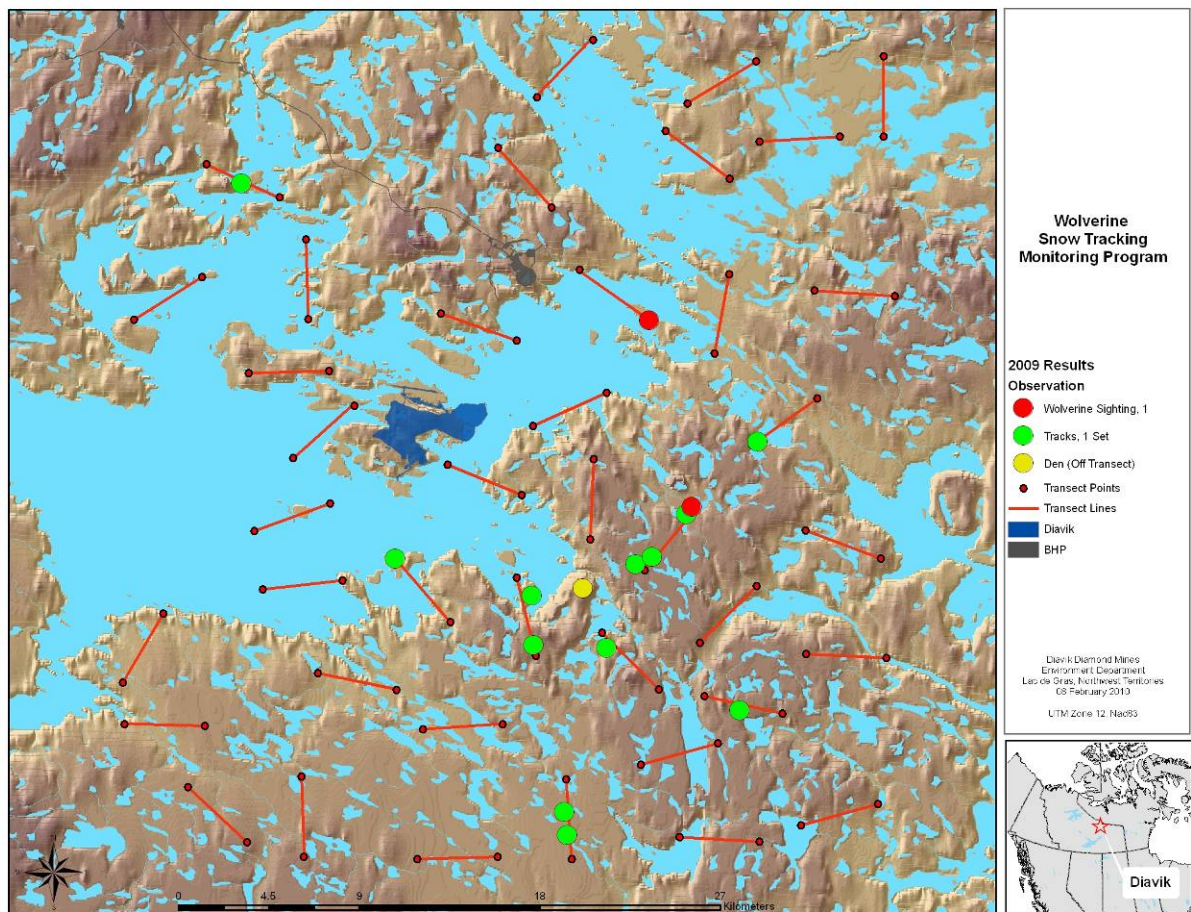 Wolverine
Snow Tracking
Monitoring Program
2009 Results
Observation
Wolverine Sighting, 1
Tracks, 1 Set
Den (Off Transect)
Transect Points
Transect Lines
Diavik
BHP
Diavik Diamond Mines
Environment Department
Lac de Gras, Northwest Territories
08 February 2010
UTM Zone 12, Nad83
0 4.5 9 18 27
Kilometers
Diavik